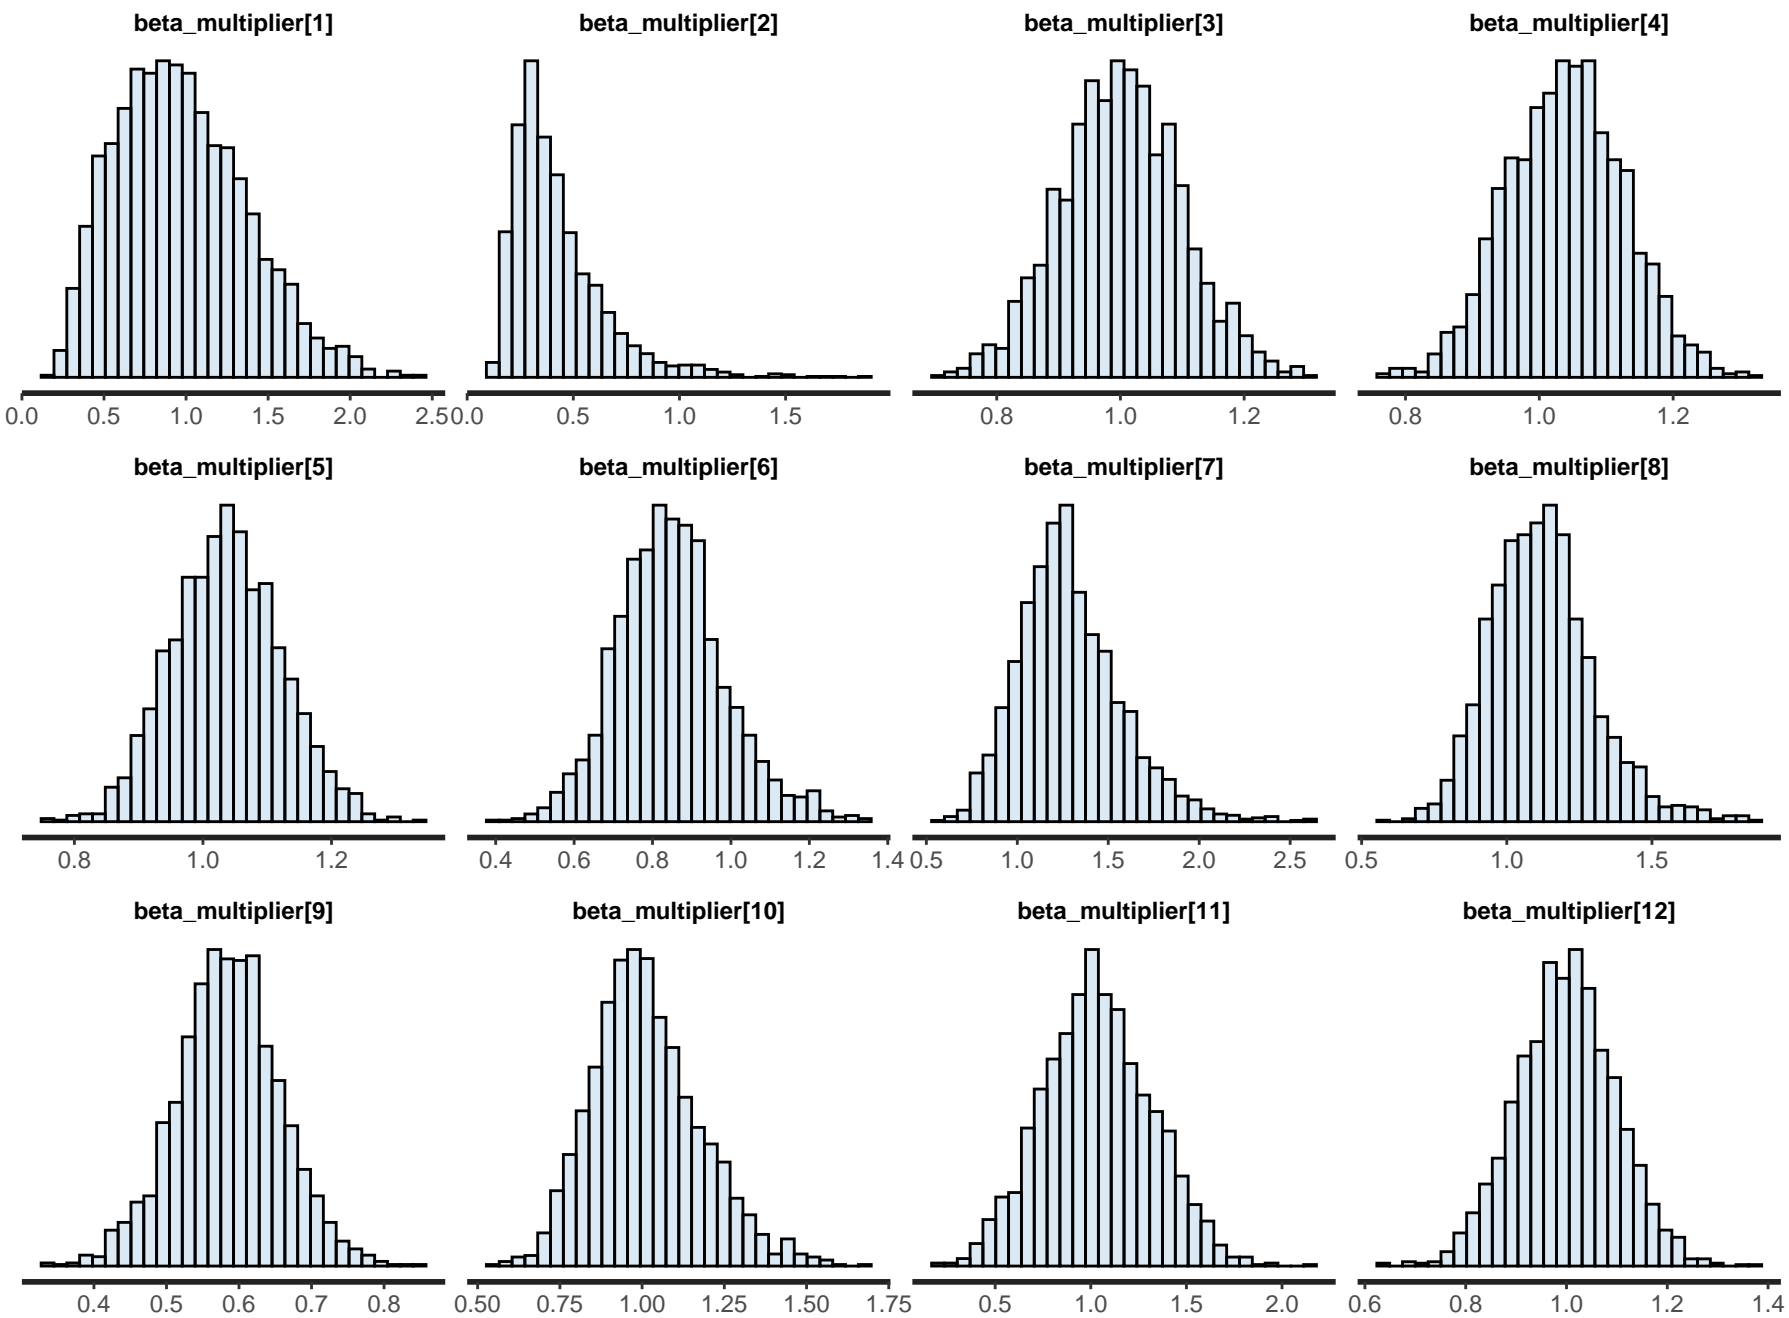 beta_multiplier[1] beta_multiplier[2] beta_multiplier[3] beta_multiplier[4]
0.0 0.5 1.0 1.5 2.0 2.5 0.0 0.5 1.0 1.5 0.8 1.0 1.2 0.8 1.0 1.2
beta_multiplier[5] beta_multiplier[6] beta_multiplier[7] beta_multiplier[8]
0.8 1.0 1.2 0.4 0.6 0.8 1.0 1.2 1.4 0.5 1.0 1.5 2.0 2.5 0.5 1.0 1.5
beta_multiplier[9] beta_multiplier[10] beta_multiplier[11] beta_multiplier[12]
0.4 0.5 0.6 0.7 0.8 0.50 0.75 1.00 1.25 1.50 1.75 0.5 1.0 1.5 2.0 0.6 0.8 1.0 1.2 1.4